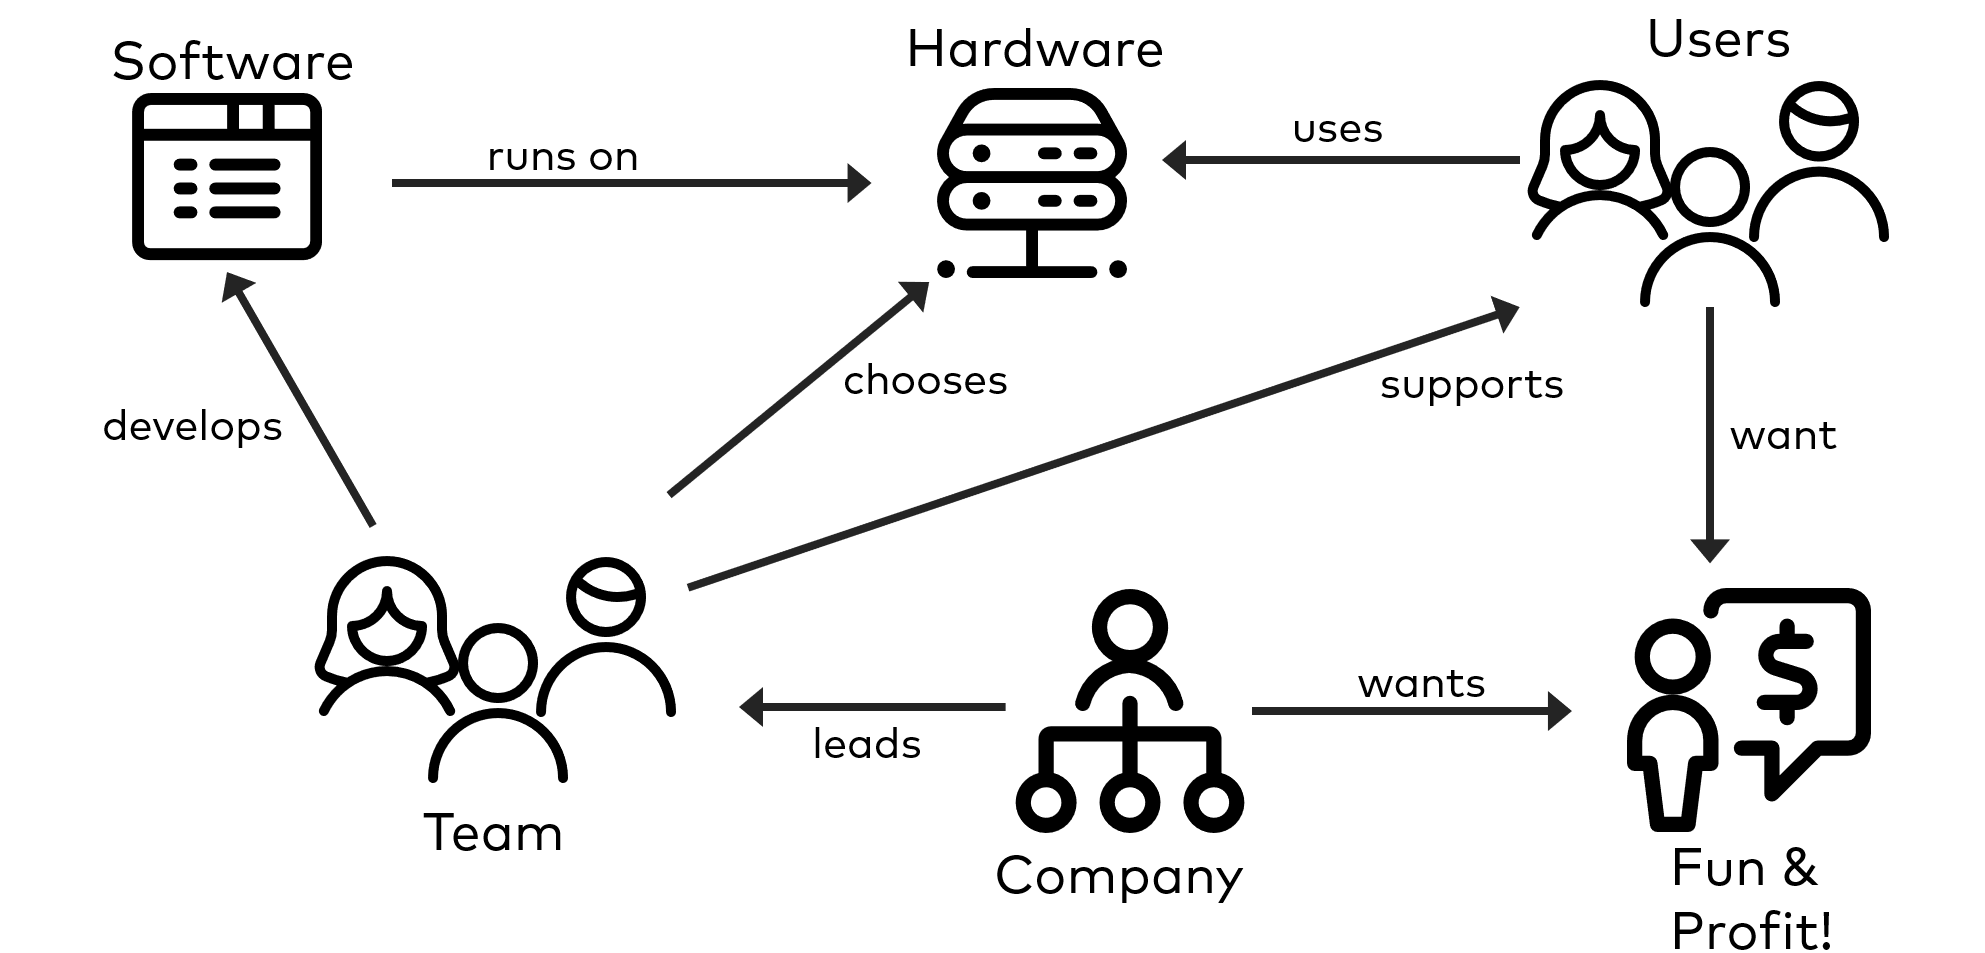 Software
Hardware
Users
runs on
uses
develops
chooses
supports
want
Team
leads
Company
wants
Fun &
Profit!